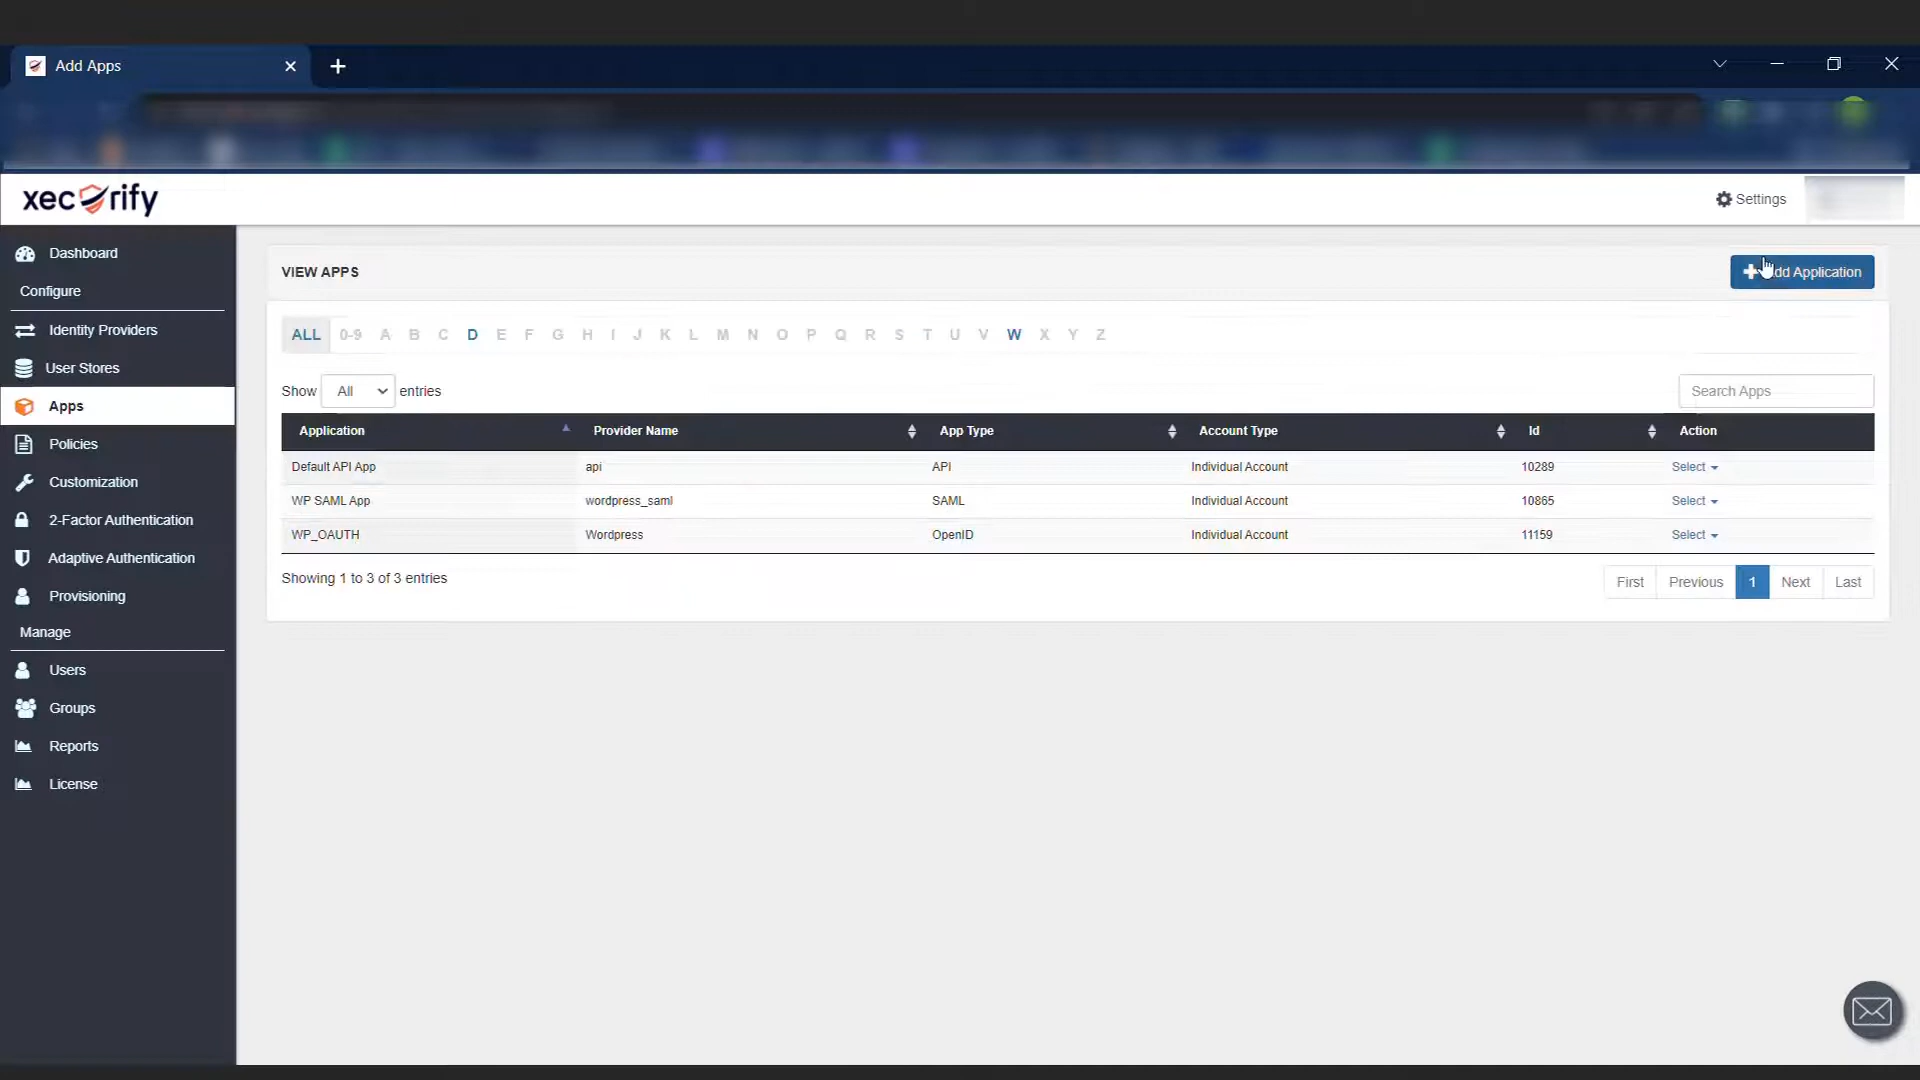 Add Apps
xecurify
Settings
Dashboard
Configure
Identity Providers
User Stores
Apps
Policies
Customization
2-Factor Authentication
Adaptive Authentication
Provisioning
Manage
Users
Groups
Reports
License
VIEW APPS
dd Application
ALL 0-9 A B C D E F G H I J K L M N O P Q R S T U V W X Y Z
Show All entries
Search Apps
Application Provider Name App Type Account Type Id Action
Default API App api API Individual Account 10289 Select
WP SAML App wordpress_saml SAML Individual Account 10865 Select
WP_OAUTH Wordpress OpenID Individual Account 11159 Select
Showing 1 to 3 of 3 entries
First Previous 1 Next Last